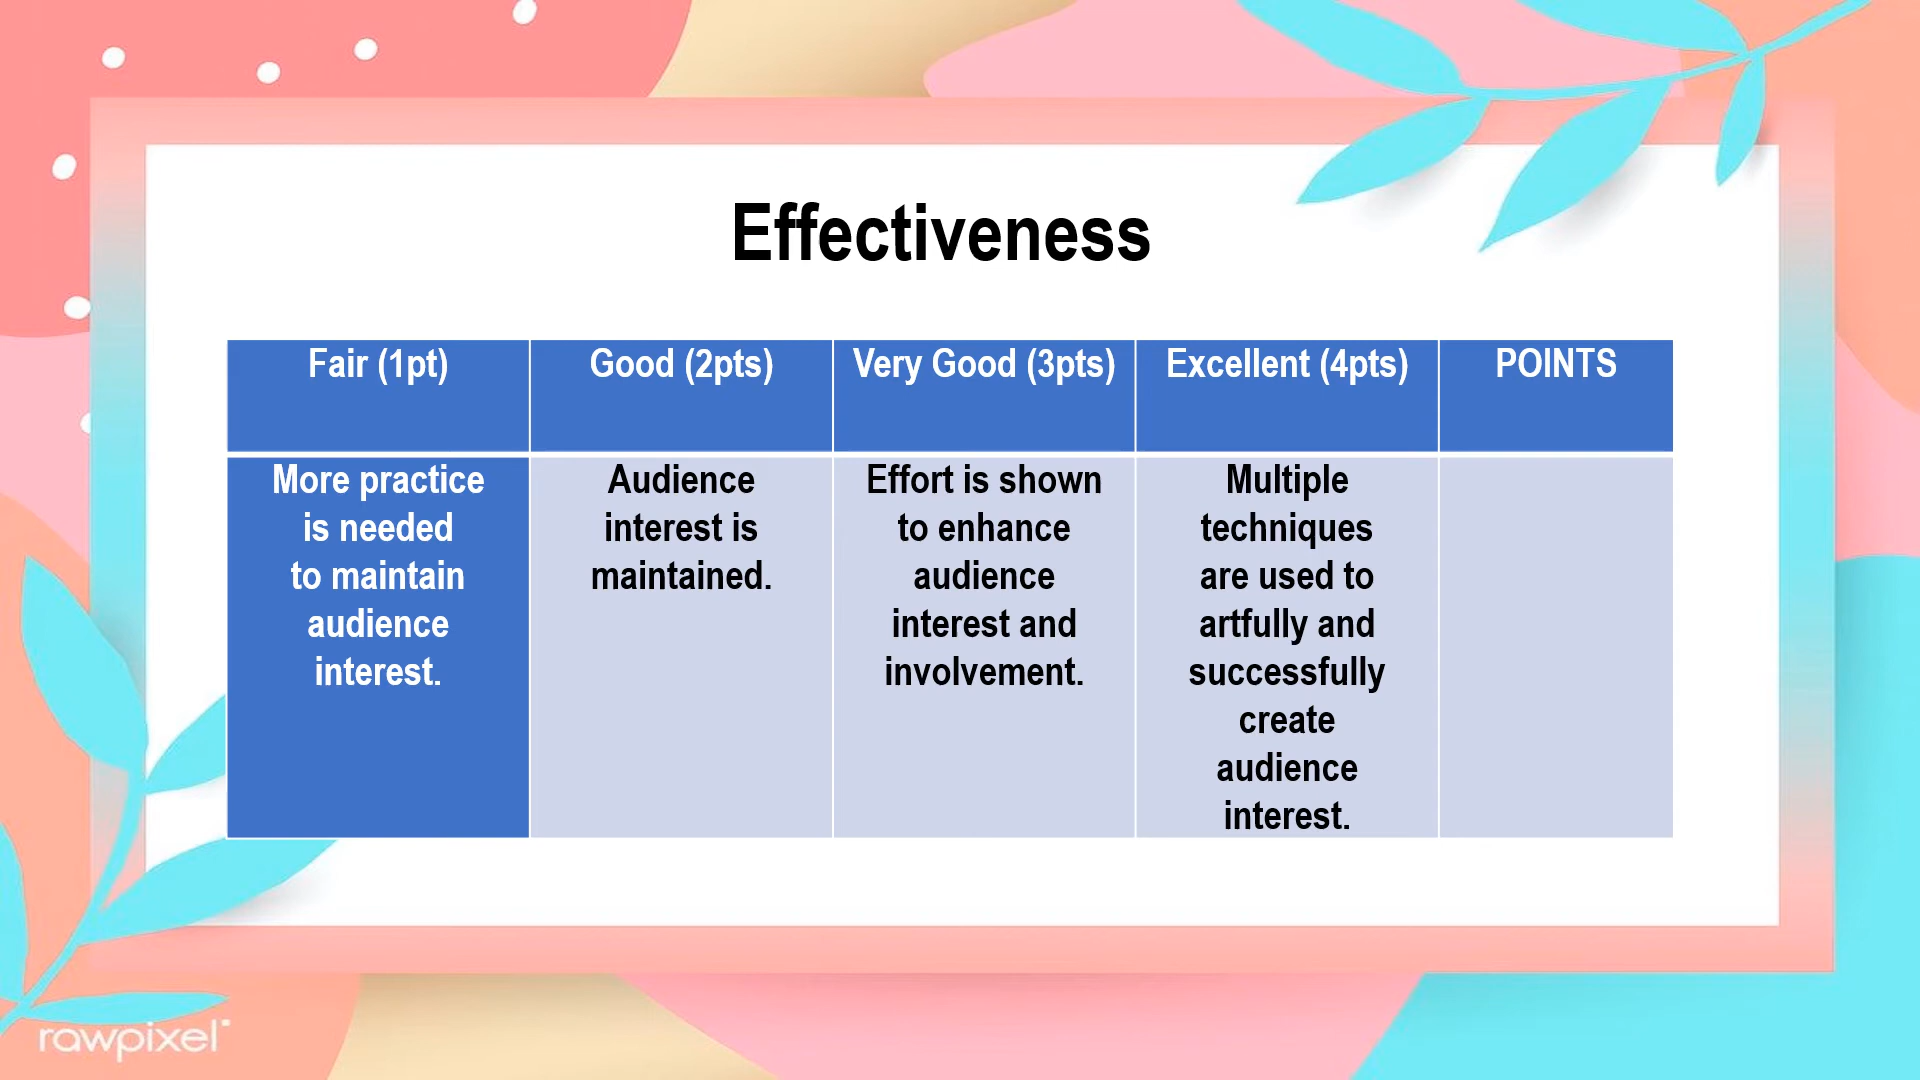 Effectiveness
Fair (1pt)
Good (2pts)
Very Good (3pts)
Excellent (4pts)
POINTS
More practice
is needed
to maintain
audience
interest.
Audience
interest is
maintained.
Effort is shown
to enhance
audience
interest and
involvement.
Multiple
techniques
are used to
artfully and
successfully
create
audience
interest.
rawpixel